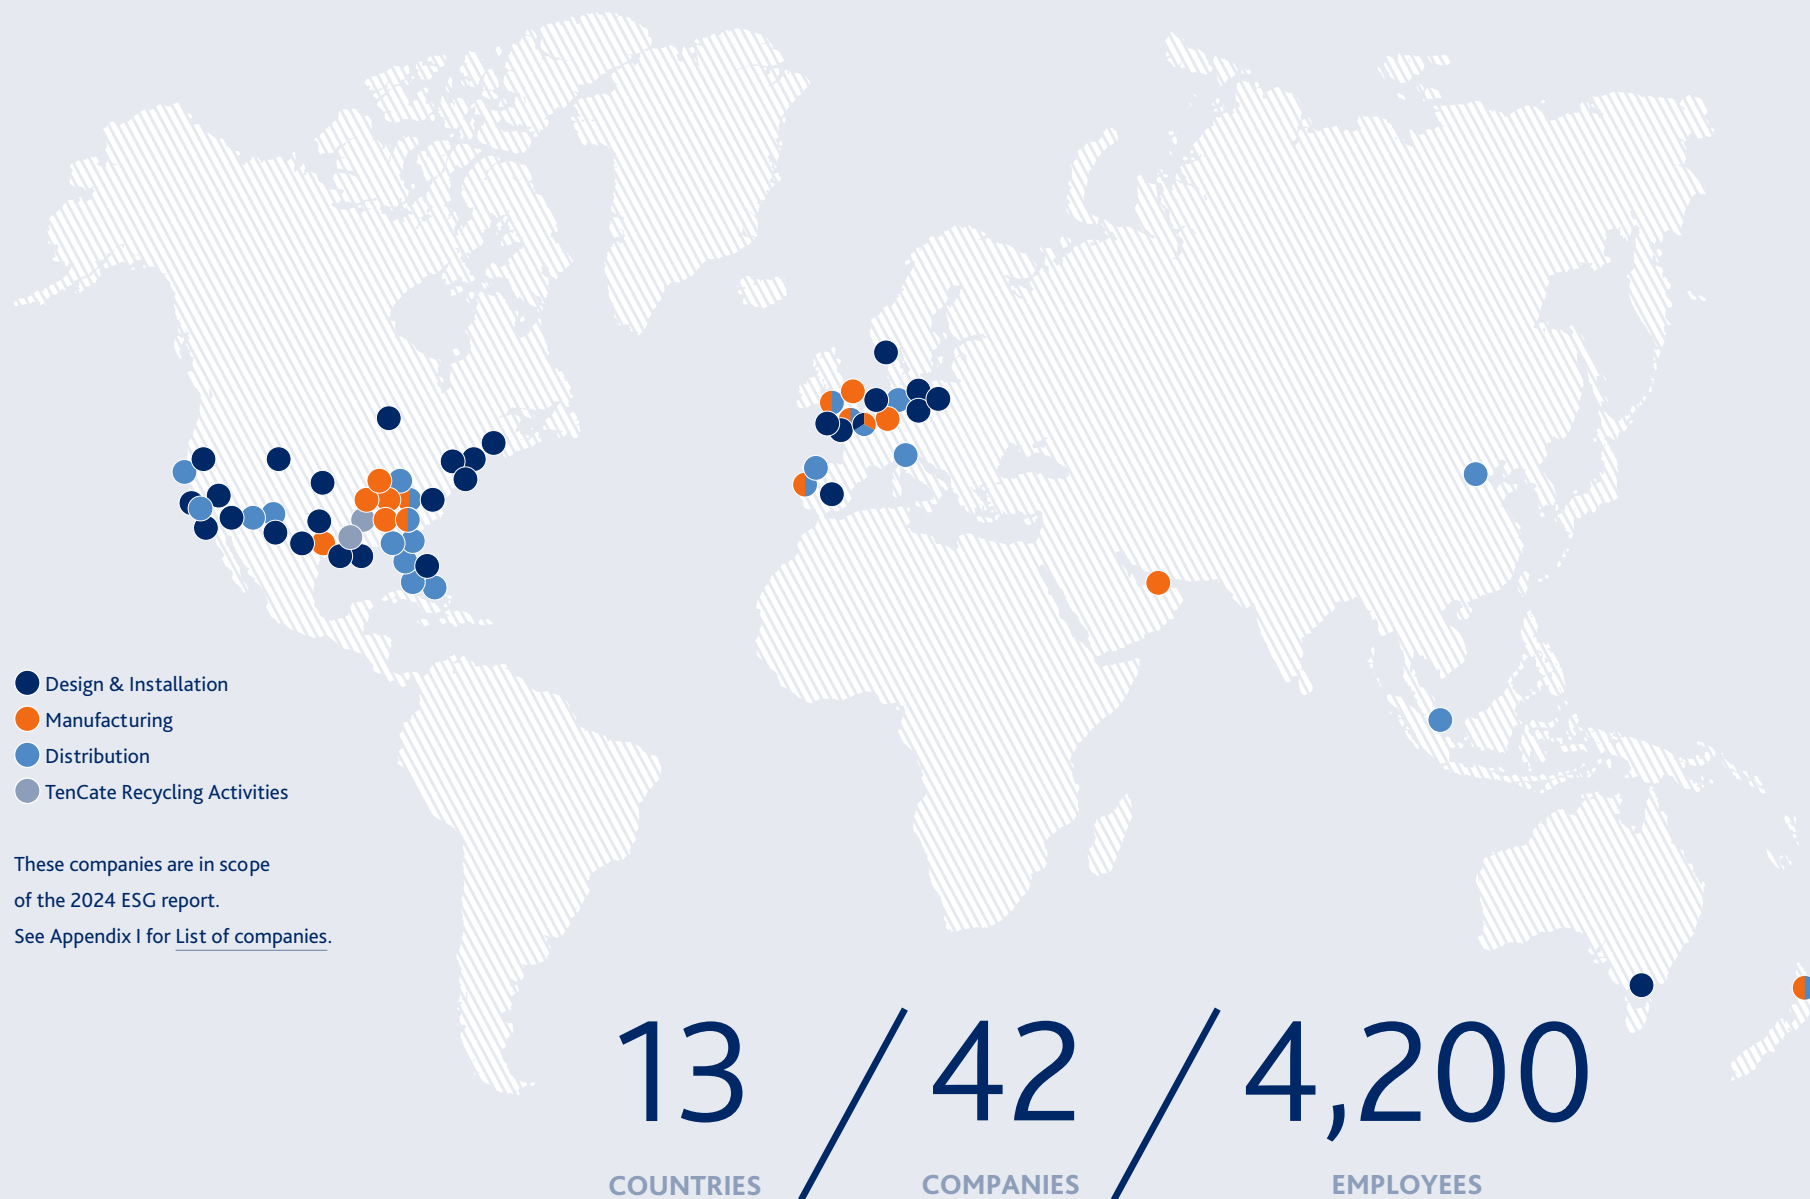 Design & Installation
Manufacturing
Distribution
TenCate Recycling Activities
These companies are in scope
of the 2024 ESG report.
See Appendix I for List of companies.
13
COUNTRIES
42
COMPANIES
4,200
EMPLOYEES